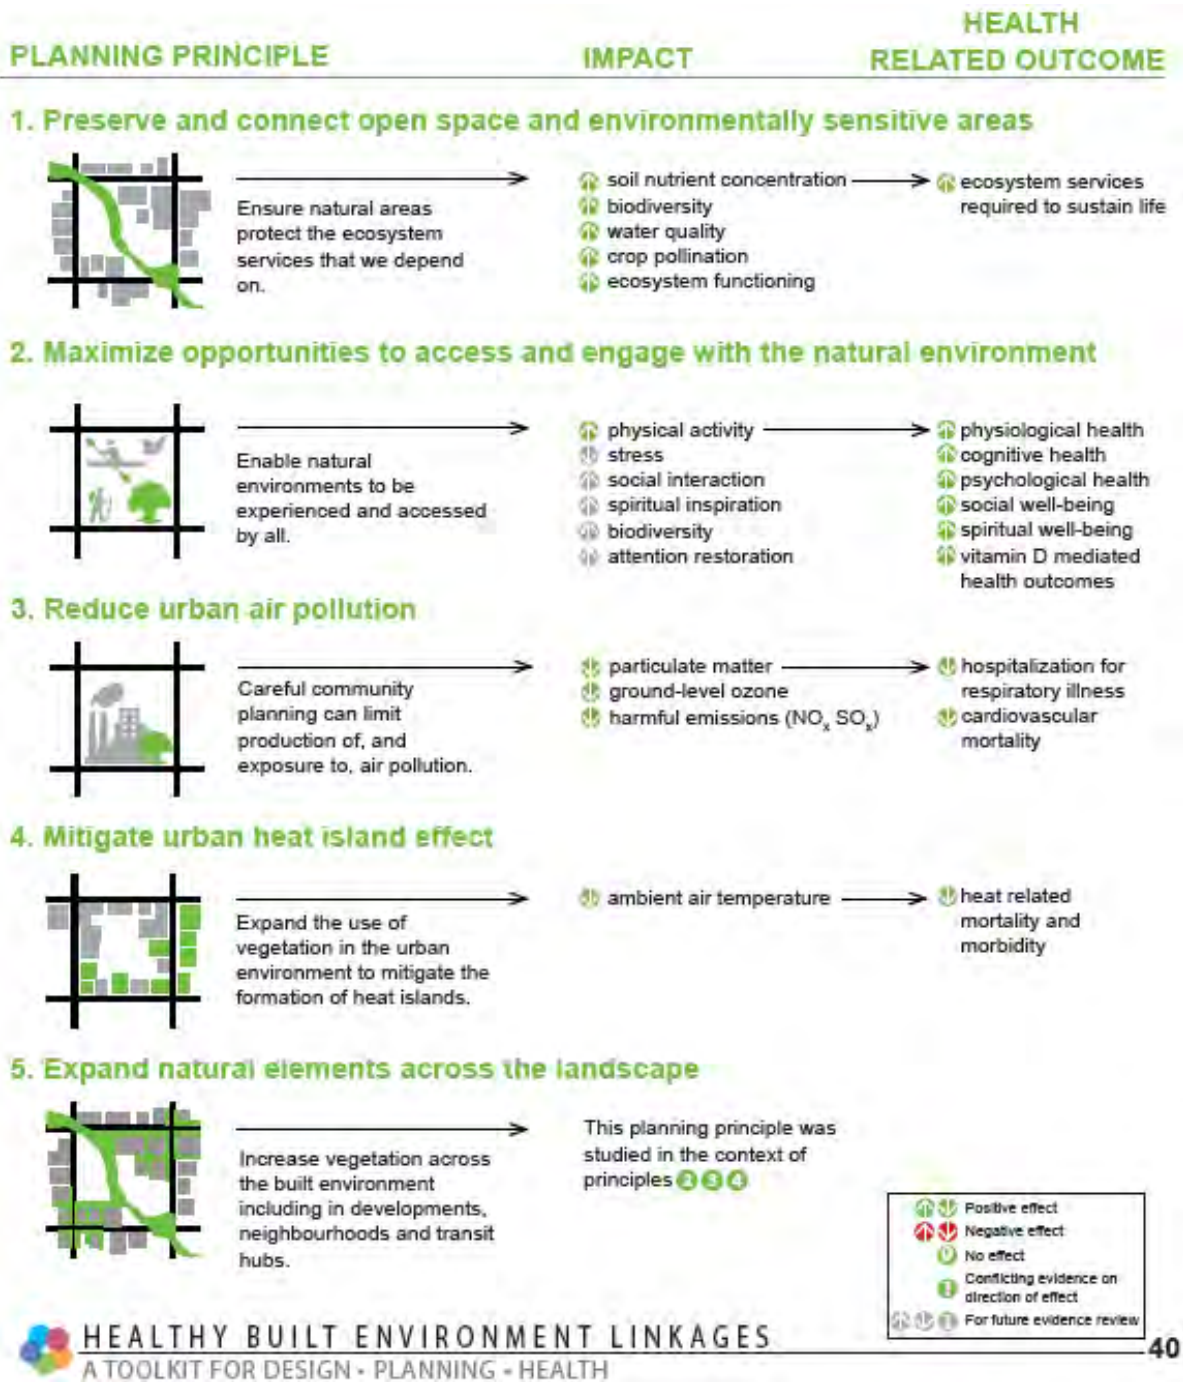 PLANNING PRINCIPLE
IMPACT
HEALTH
RELATED OUTCOME
1. Preserve and connect open space and environmentally sensitive areas
Ensure natural areas
protect the ecosystem
services that we depend
on.
soil nutrient concentration
biodiversity
water quality
crop pollination
ecosystem functioning
ecosystem services
required to sustain life
2. Maximize opportunities to access and engage with the natural environment
Enable natural
environments to be
experienced and accessed
by all.
physical activity
stress
social interaction
spiritual inspiration
biodiversity
attention restoration
physiological health
cognitive health
psychological health
social well-being
spiritual well-being
vitamin D mediated
health outcomes
3. Reduce urban air pollution
Careful community
planning can limit
production of, and
exposure to, air pollution.
particulate matter
ground-level ozone
harmful emissions (NOx SOx)
hospitalization for
respiratory illness
cardiovascular
mortality
4. Mitigate urban heat island effect
Expand the use of
vegetation in the urban
environment to mitigate the
formation of heat islands.
ambient air temperature
heat related
mortality and
morbidity
5. Expand natural elements across the landscape
Increase vegetation across
the built environment
including in developments,
neighbourhoods and transit
hubs.
This planning principle was
studied in the context of
principles 2 3 4
Positive effect
Negative effect
No effect
Conflicting evidence on
direction of effect
For future evidence review
HEALTHY BUILT ENVIRONMENT LINKAGES
A TOOLKIT FOR DESIGN • PLANNING • HEALTH
40